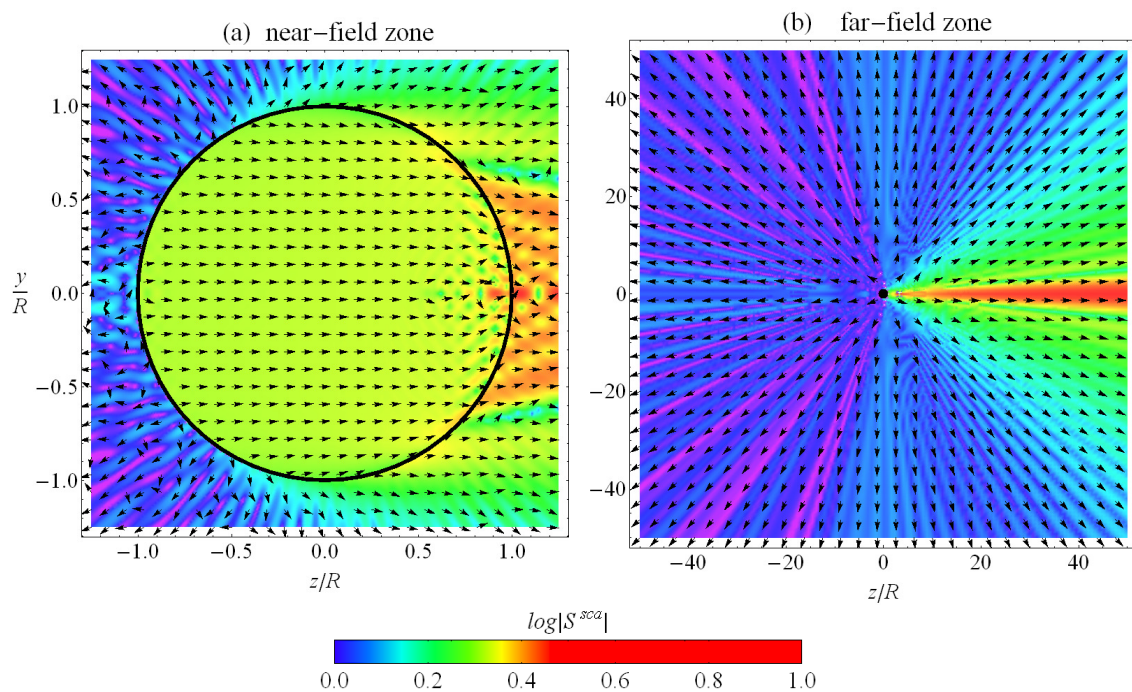 (a) near-field zone
(b) far-field zone
1.0
0.5
0.0
-0.5
-1.0
y/R
-1.0 -0.5 0.0 0.5 1.0
z/R
40
20
0
-20
-40
-40 -20 0 20 40
z/R
log|S^sca|
0.0 0.2 0.4 0.6 0.8 1.0